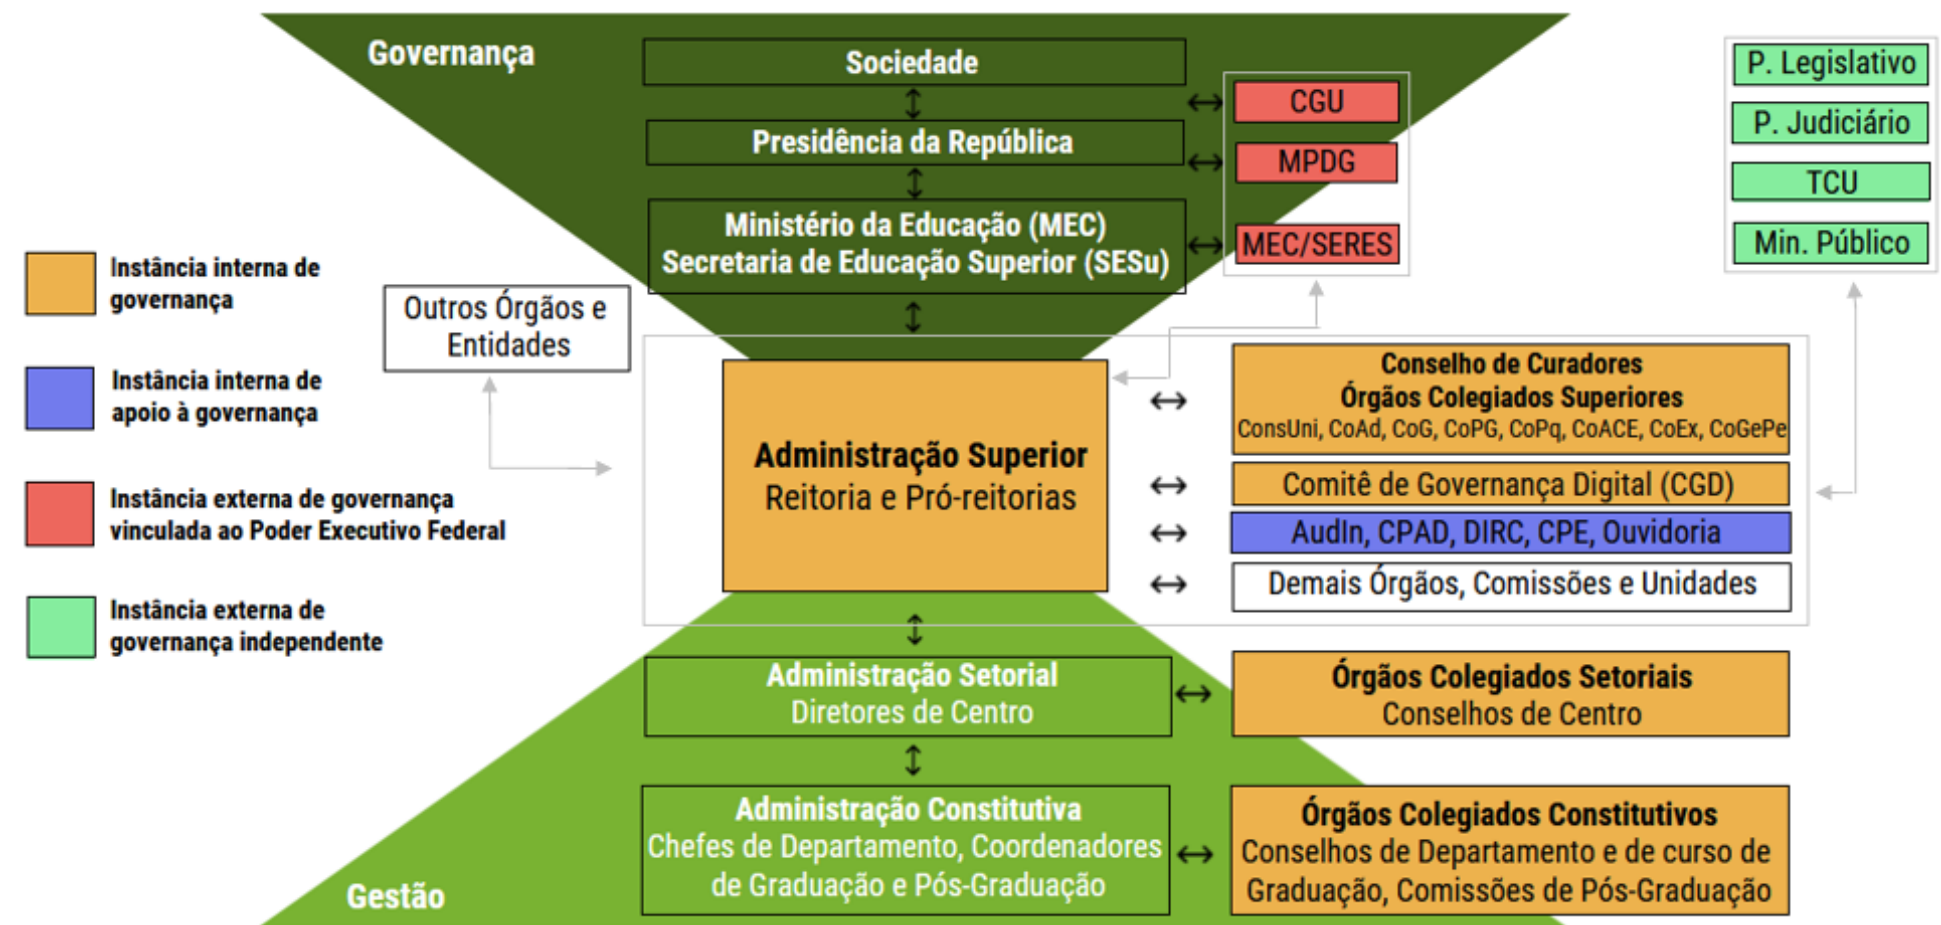 Governança
Sociedade
Presidência da República
Ministério da Educação (MEC)
Secretaria de Educação Superior (SESu)
CGU
MPDG
MEC/SERES
P. Legislativo
P. Judiciário
TCU
Min. Público
Instância interna de
governança
Instância interna de
apoio à governança
Instância externa de governança
vinculada ao Poder Executivo Federal
Instância externa de
governança independente
Outros Órgãos e
Entidades
Administração Superior
Reitoria e Pró-reitorias
Conselho de Curadores
Órgãos Colegiados Superiores
ConsUni, CoAd, CoG, CoPG, CoPq, CoACE, CoEx, CoGePe
Comitê de Governança Digital (CGD)
AudIn, CPAD, DIRC, CPE, Ouvidoria
Demais Órgãos, Comissões e Unidades
Administração Setorial
Diretores de Centro
Órgãos Colegiados Setoriais
Conselhos de Centro
Administração Constitutiva
Chefes de Departamento, Coordenadores
de Graduação e Pós-Graduação
Órgãos Colegiados Constitutivos
Conselhos de Departamento e de curso de
Graduação, Comissões de Pós-Graduação
Gestão